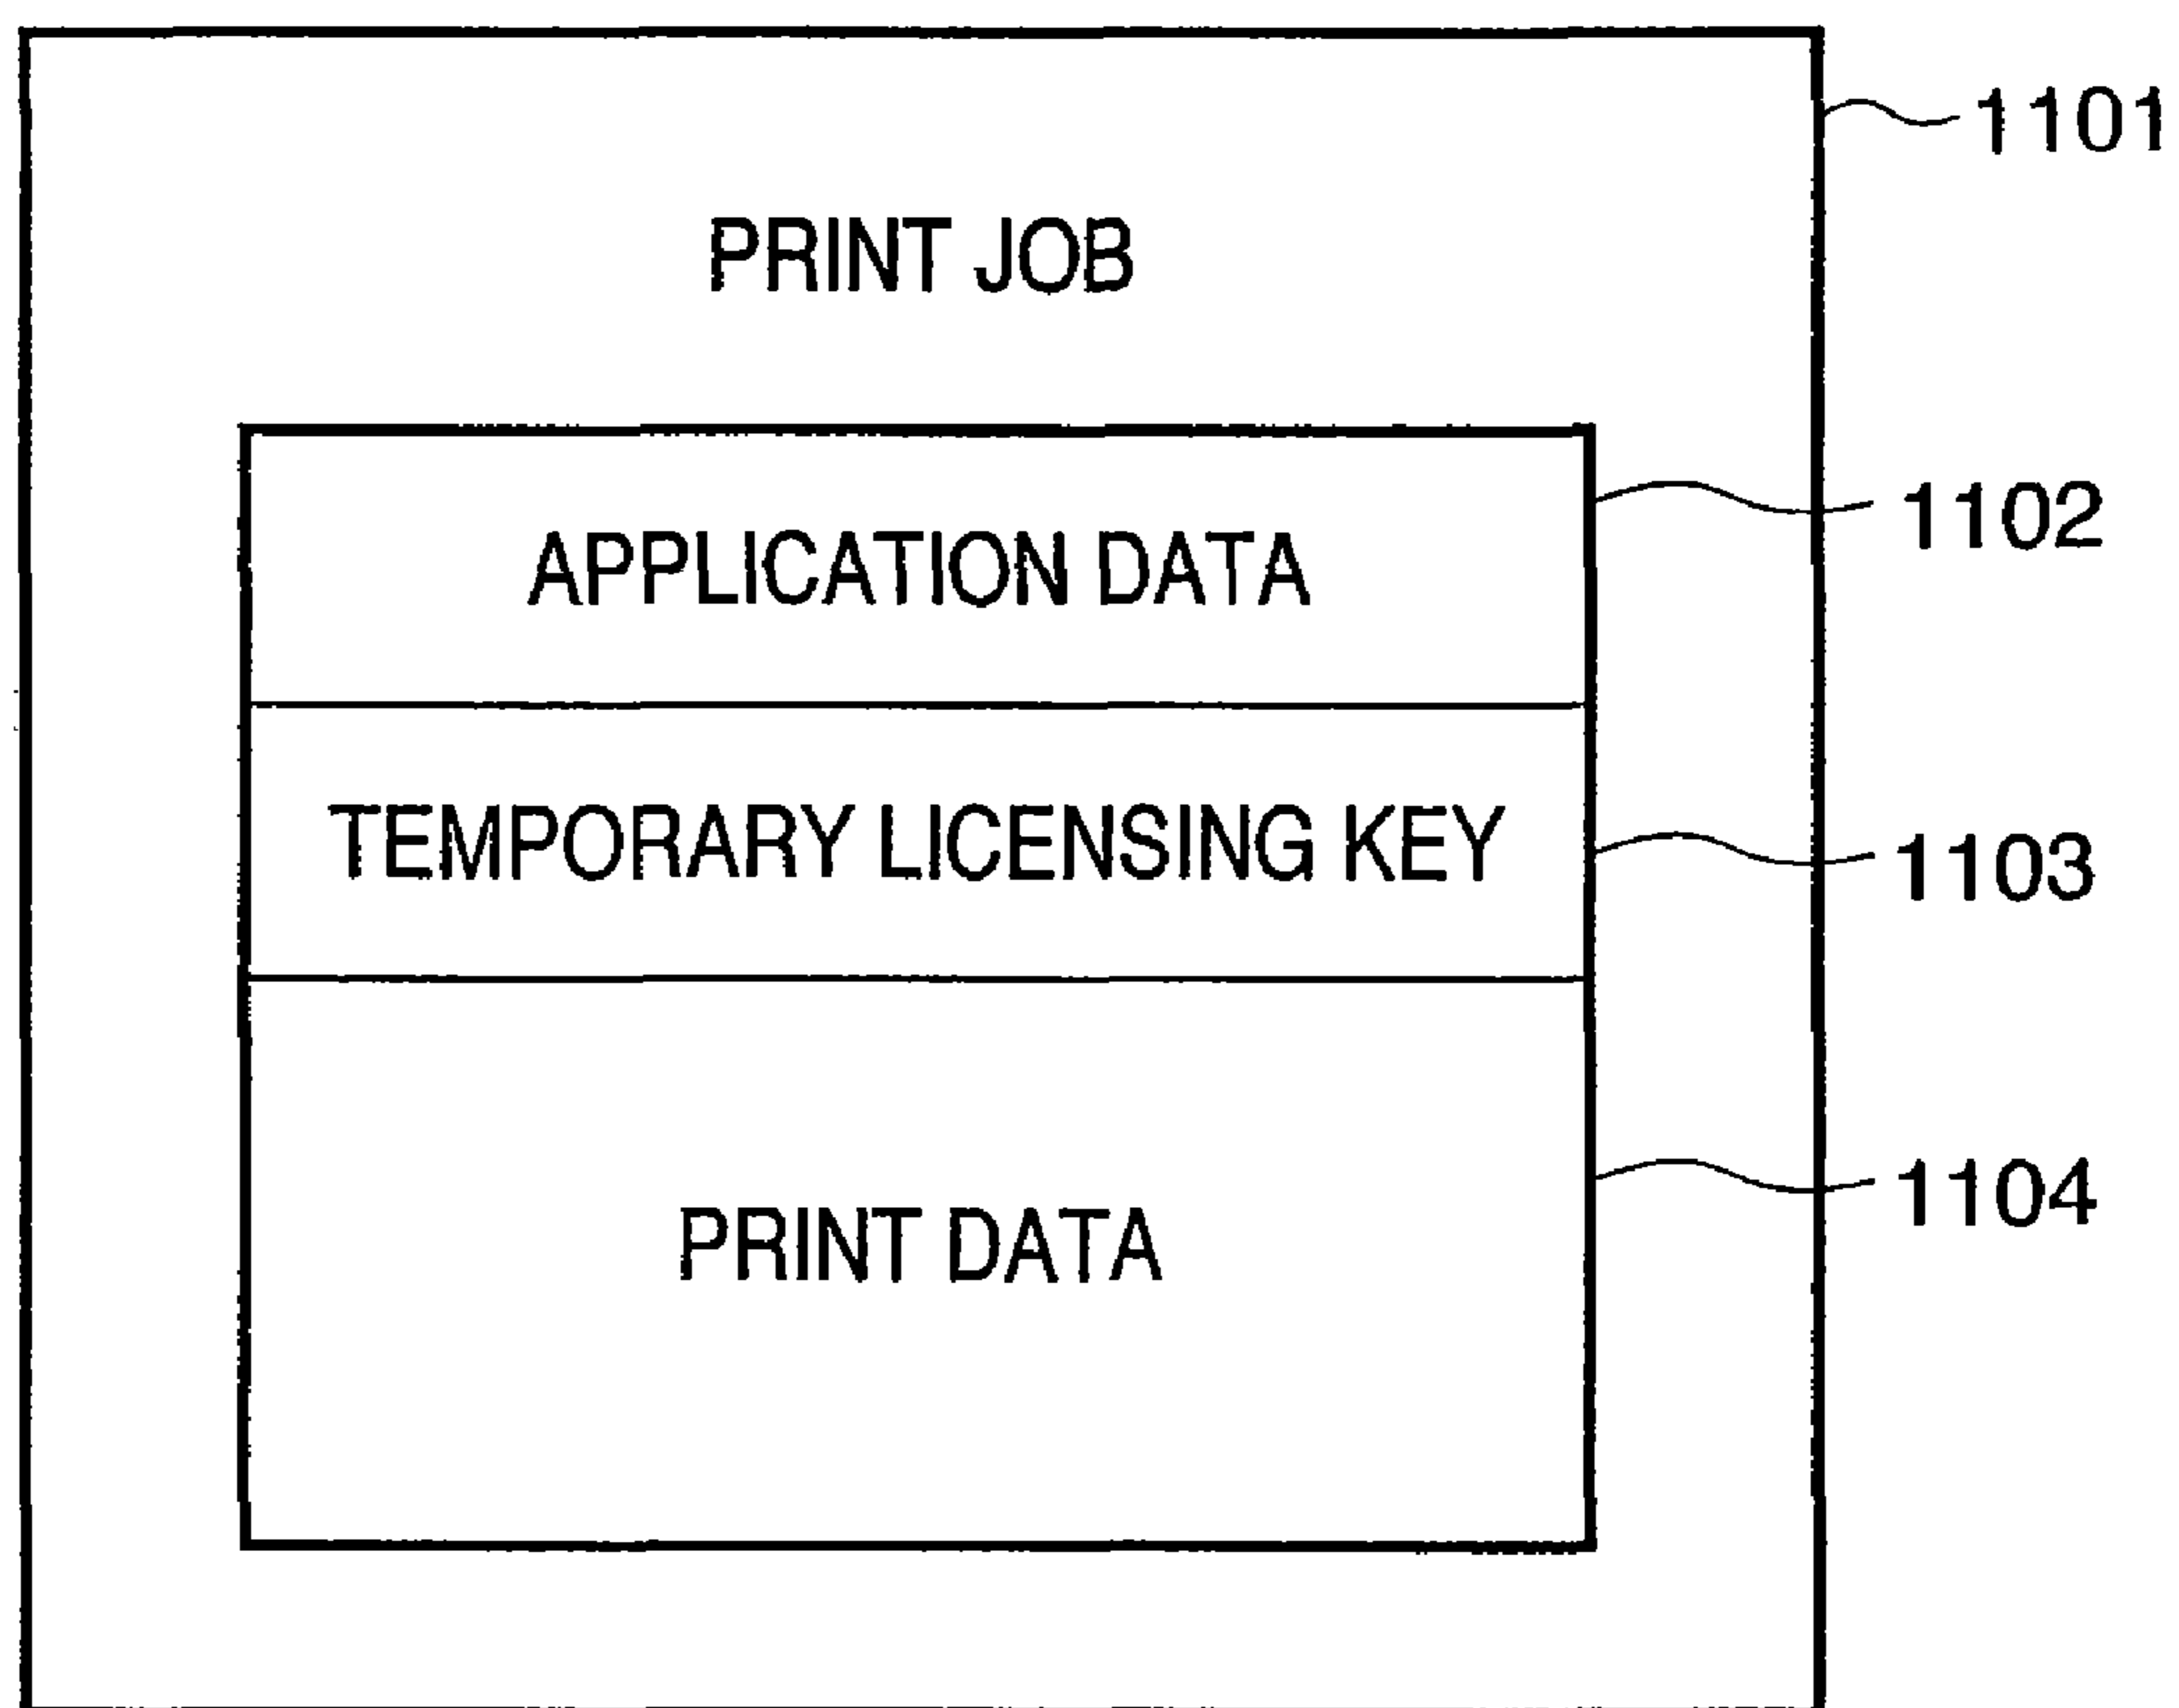 1101
PRINT JOB
1102
APPLICATION DATA
TEMPORARY LICENSING KEY
1103
1104
PRINT DATA